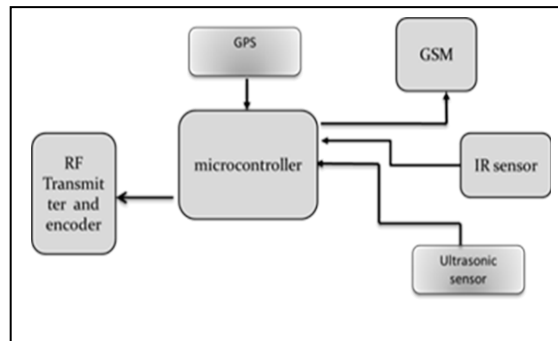 GPS
GSM
microcontroller
RF
Transmit
ter and
encoder
IR sensor
Ultrasonic
sensor